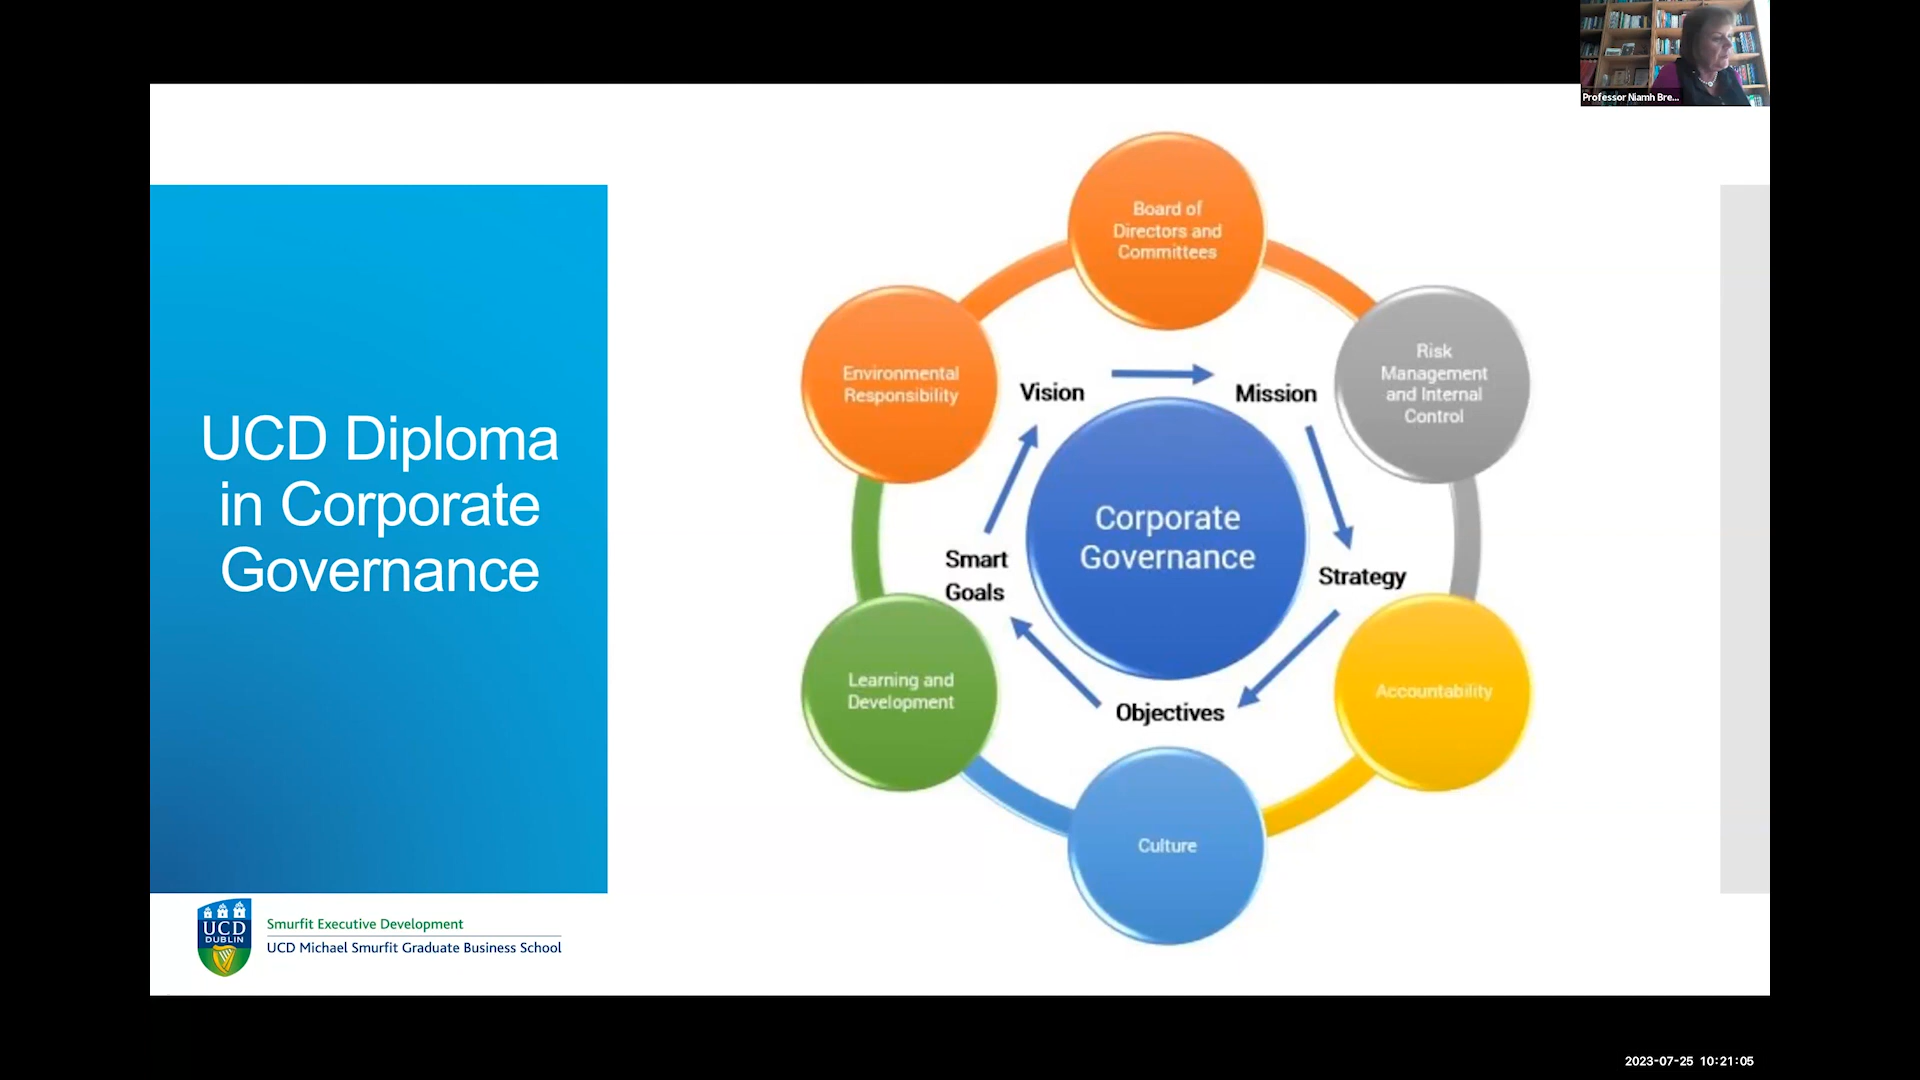 Professor Niamh Bre...
UCD Diploma
in Corporate
Governance
Board of
Directors and
Committees
Environmental
Responsibility
Risk
Management
and Internal
Control
Vision
Mission
Corporate
Governance
Smart
Goals
Strategy
Learning and
Development
Accountability
Objectives
Culture
UCD
DUBLIN
Smurfit Executive Development
UCD Michael Smurfit Graduate Business School
2023-07-25 10:21:05